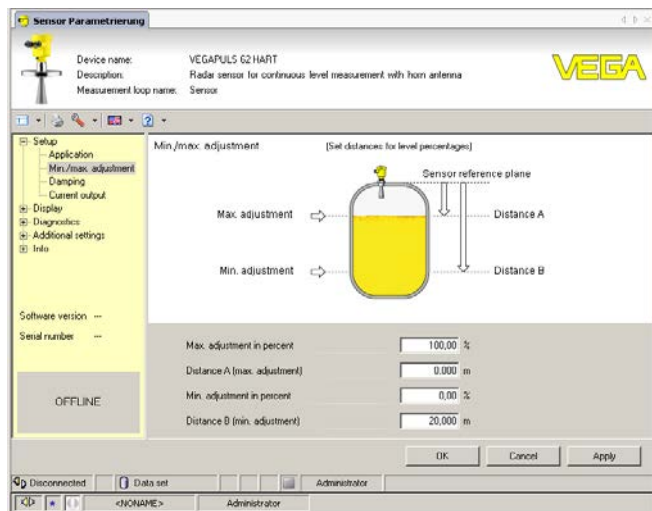 Sensor Parametrierung
Device name: VEGAPULS 62 HART
Description: Radar sensor for continuous level measurement with horn antenna
Measurement loop name: Sensor
VEGA
Setup
Application
Min./max. adjustment
Damping
Current output
Display
Diagnostics
Additional settings
Info
Software version ---
Serial number ---
OFFLINE
Min./max. adjustment (Set distances for level percentages)
Sensor reference plane
Max. adjustment Distance A
Min. adjustment Distance B
Max. adjustment in percent 100,00 %
Distance A (max. adjustment) 0.000 m
Min. adjustment in percent 0,00 %
Distance B (min. adjustment) 20,000 m
OK Cancel Apply
Disconnected Data set Administrator
<NONAME> Administrator